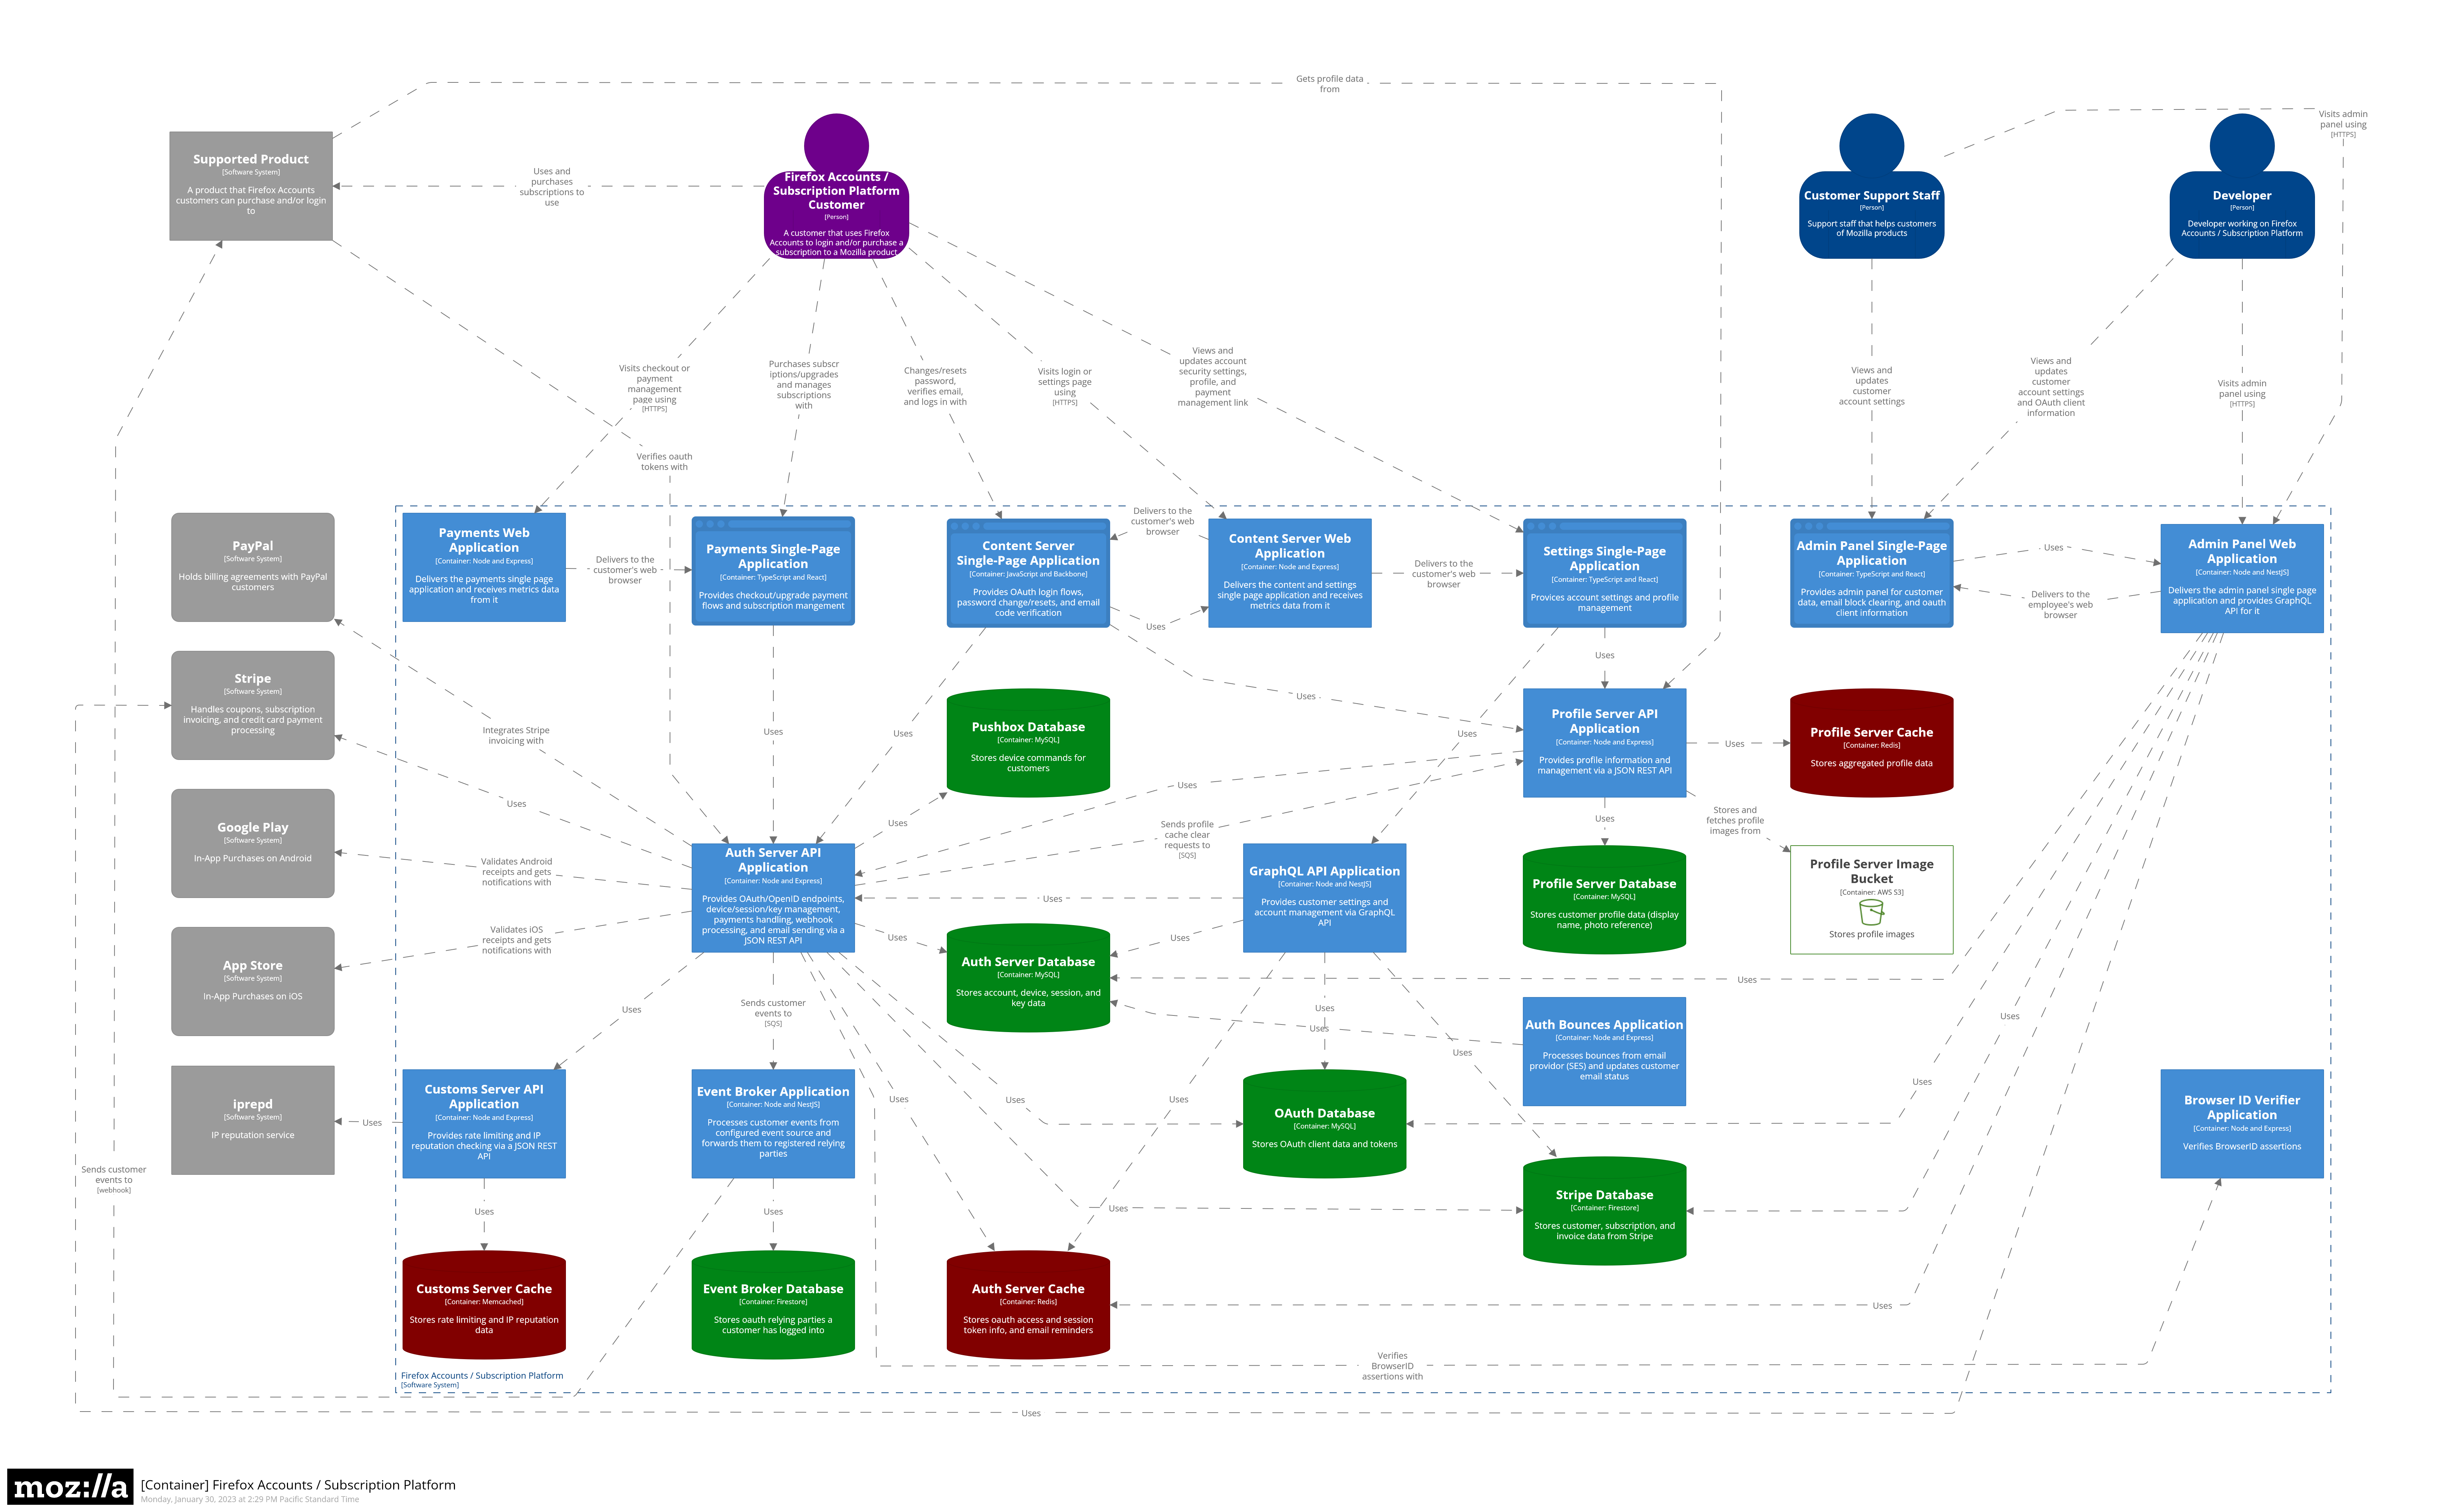 Gets profile data
from
Visits admin
panel using
[HTTPS]
Supported Product
[Software System]
A product that Firefox Accounts
customers can purchase and/or login
to
Uses and
purchases
subscriptions to
use
Firefox Accounts /
Subscription Platform
Customer
[Person]
A customer that uses Firefox
Accounts to login and/or purchase a
subscription to a Mozilla product
Customer Support Staff
[Person]
Support staff that helps customers
of Mozilla products
Developer
[Person]
Developer working on Firefox
Accounts / Subscription Platform
Visits checkout or
payment
management
page using
[HTTPS]
Purchases subscr
iptions/upgrades
and manages
subscriptions
with
Changes/resets
password,
verifies email,
and logs in with
Visits login or
settings page
using
[HTTPS]
Views and
updates account
security settings,
profile, and
payment
management link
Views and
updates
customer
account settings
Views and
updates
customer
account settings
and OAuth client
information
Visits admin
panel using
[HTTPS]
Verifies oauth
tokens with
PayPal
[Software System]
Holds billing agreements with PayPal
customers
Payments Web
Application
[Container: Node and Express]
Delivers the payments single page
application and receives metrics data
from it
Delivers to the
customer's web
browser
Payments Single-Page
Application
[Container: TypeScript and React]
Provides checkout/upgrade payment
flows and subscription mangement
Content Server
Single-Page Application
[Container: JavaScript and Backbone]
Provides OAuth login flows,
password change/resets, and email
code verification
Delivers to the
customer's web
browser
Uses
Content Server Web
Application
[Container: Node and Express]
Delivers the content and settings
single page application and receives
metrics data from it
Delivers to the
customer's web
browser
Settings Single-Page
Application
[Container: TypeScript and React]
Provices account settings and profile
management
Admin Panel Single-Page
Application
[Container: TypeScript and React]
Provides admin panel for customer
data, email block clearing, and oauth
client information
Uses
Delivers to the
employee's web
browser
Admin Panel Web
Application
[Container: Node and NestJS]
Delivers the admin panel single page
application and provides GraphQL
API for it
Stripe
[Software System]
Handles coupons, subscription
invoicing, and credit card payment
processing
Integrates Stripe
invoicing with
Uses
Uses
Pushbox Database
[Container: MySQL]
Stores device commands for
customers
Uses
Uses
Uses
Uses
Profile Server API
Application
[Container: Node and Express]
Provides profile information and
management via a JSON REST API
Uses
Profile Server Cache
[Container: Redis]
Stores aggregated profile data
Google Play
[Software System]
In-App Purchases on Android
Uses
Validates Android
receipts and gets
notifications with
Auth Server API
Application
[Container: Node and Express]
Provides OAuth/OpenID endpoints,
device/session/key management,
payments handling, webhook
processing, and email sending via a
JSON REST API
Uses
Sends profile
cache clear
requests to
[SQS]
Uses
GraphQL API Application
[Container: Node and NestJS]
Provides customer settings and
account management via GraphQL
API
Uses
Profile Server Database
[Container: MySQL]
Stores customer profile data (display
name, photo reference)
Stores and
fetches profile
images from
Profile Server Image
Bucket
[Container: AWS S3]
Stores profile images
App Store
[Software System]
In-App Purchases on iOS
Validates iOS
receipts and gets
notifications with
Uses
Auth Server Database
[Container: MySQL]
Stores account, device, session, and
key data
Uses
Uses
Uses
Sends customer
events to
[SQS]
Uses
Uses
Uses
Auth Bounces Application
[Container: Node and Express]
Processes bounces from email
providor (SES) and updates customer
email status
Uses
iprepd
[Software System]
IP reputation service
Uses
Customs Server API
Application
[Container: Node and Express]
Provides rate limiting and IP
reputation checking via a JSON REST
API
Event Broker Application
[Container: Node and NestJS]
Processes customer events from
configured event source and
forwards them to registered relying
parties
Uses
Uses
Uses
OAuth Database
[Container: MySQL]
Stores OAuth client data and tokens
Uses
Uses
Browser ID Verifier
Application
[Container: Node and Express]
Verifies BrowserID assertions
Sends customer
events to
[webhook]
Uses
Uses
Stripe Database
[Container: Firestore]
Stores customer, subscription, and
invoice data from Stripe
Customs Server Cache
[Container: Memcached]
Stores rate limiting and IP reputation
data
Event Broker Database
[Container: Firestore]
Stores oauth relying parties a
customer has logged into
Auth Server Cache
[Container: Redis]
Stores oauth access and session
token info, and email reminders
Uses
Verifies
BrowserID
assertions with
Firefox Accounts / Subscription Platform
[Software System]
Uses
moz://a
[Container] Firefox Accounts / Subscription Platform
Monday, January 30, 2023 at 2:29 PM Pacific Standard Time